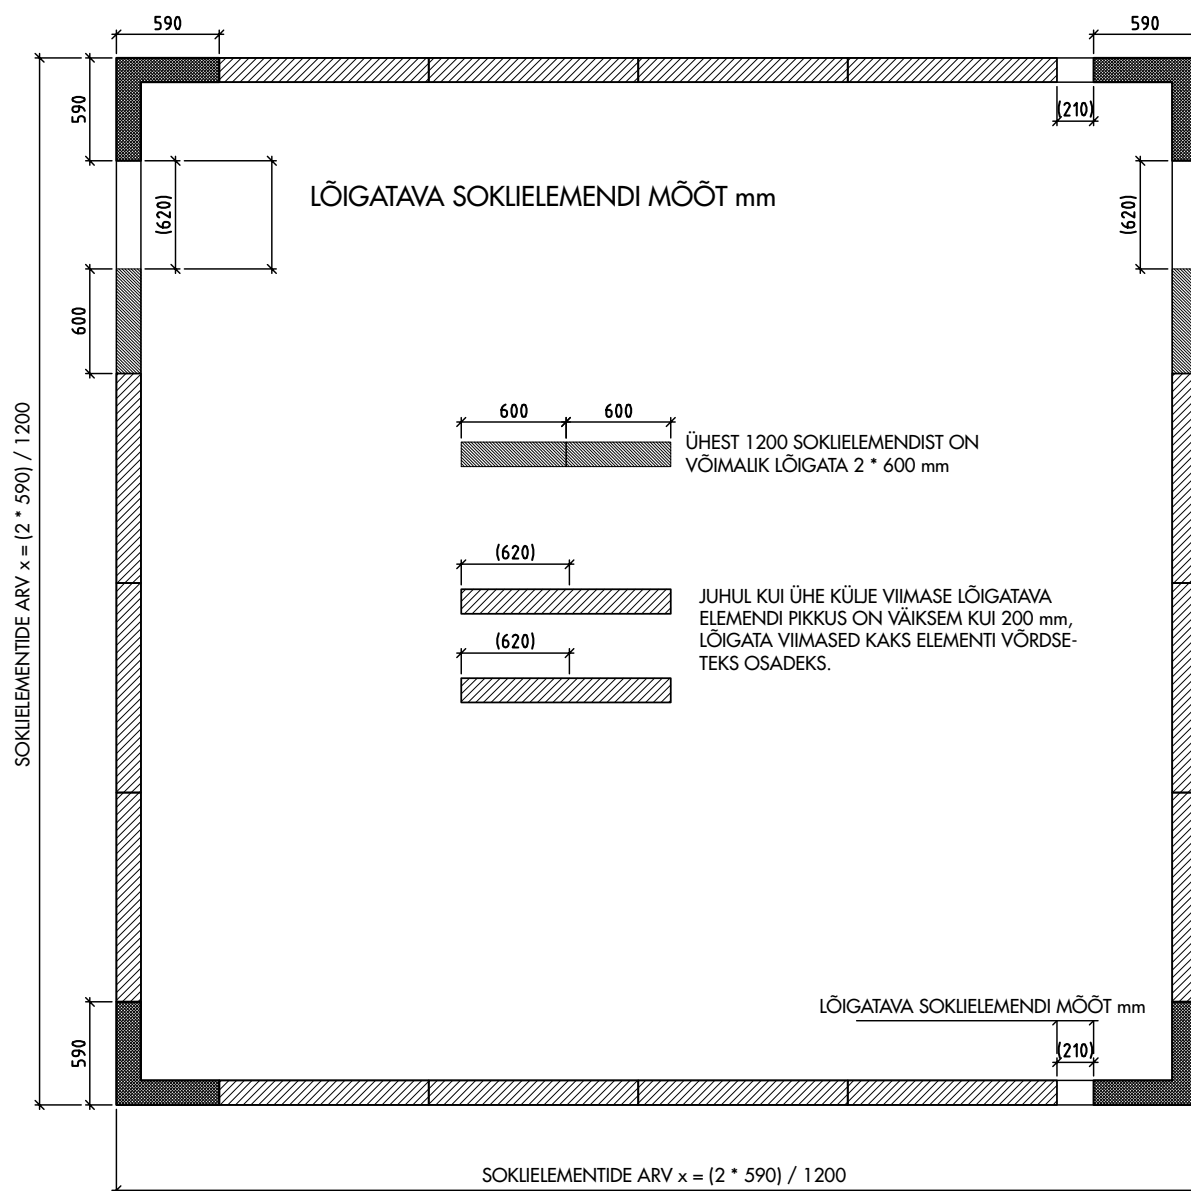 590
590
590
(210)
LÕIGATAVA SOKLIELEMENDI MÕÕT mm
(620)
(620)
600
SOKLIELEMENTIDE ARV x = (2 * 590) / 1200
600 600
ÜHEST 1200 SOKLIELEMENDIST ON
VÕIMALIK LÕIGATA 2 * 600 mm
(620)
JUHUL KUI ÜHE KÜLJE VIIMASE LÕIGATAVA
ELEMENDI PIKKUS ON VÄIKSEM KUI 200 mm,
LÕIGATA VIIMASED KAKS ELEMENTI VÕRDSE-
TEKS OSADEKS.
(620)
LÕIGATAVA SOKLIELEMENDI MÕÕT mm
590
(210)
SOKLIELEMENTIDE ARV x = (2 * 590) / 1200